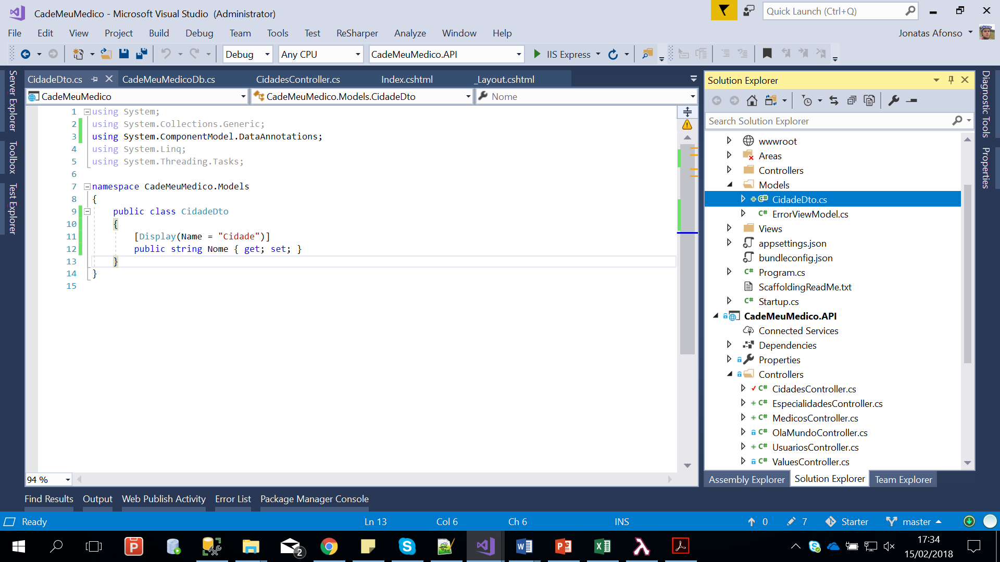 CadeMeuMedico - Microsoft Visual Studio (Administrator)
Quick Launch (Ctrl+Q)
File Edit View Project Build Debug Team Tools Test ReSharper Analyze Window Help
Jonatas Afonso
Debug Any CPU CadeMeuMedico.API IIS Express
Server Explorer
Toolbox
Test Explorer
CidadeDto.cs CadeMeuMedicoDb.cs CidadesController.cs Index.cshtml _Layout.cshtml
CadeMeuMedico CadeMeuMedico.Models.CidadeDto Nome
1 using System;
2 using System.Collections.Generic;
3 using System.ComponentModel.DataAnnotations;
4 using System.Linq;
5 using System.Threading.Tasks;
6
7 namespace CadeMeuMedico.Models
8 {
9 public class CidadeDto
10 {
11 [Display(Name = "Cidade")]
12 public string Nome { get; set; }
13 }
14 }
15
94 %
Solution Explorer
Search Solution Explorer
wwwroot
Areas
Controllers
Models
C# CidadeDto.cs
C# ErrorViewModel.cs
Views
appsettings.json
bundleconfig.json
C# Program.cs
ScaffoldingReadMe.txt
C# Startup.cs
CadeMeuMedico.API
Connected Services
Dependencies
Properties
Controllers
C# CidadesController.cs
C# EspecialidadesController.cs
C# MedicosController.cs
C# OlaMundoController.cs
C# UsuariosController.cs
C# ValuesController.cs
Assembly Explorer Solution Explorer Team Explorer
Diagnostic Tools
Properties
Find Results Output Web Publish Activity Error List Package Manager Console
Ready Ln 13 Col 6 Ch 6 INS 0 7 Starter master
2
17:34
15/02/2018